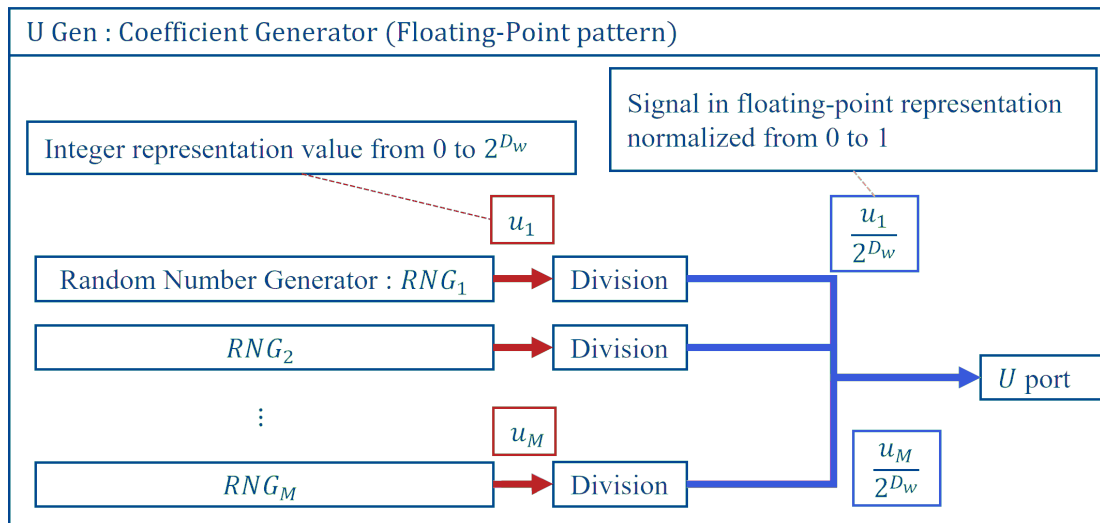 U Gen : Coefficient Generator (Floating-Point pattern)
Signal in floating-point representation
normalized from 0 to 1
Integer representation value from 0 to $2^{D_W}$
$u_1$
$\frac{u_1}{2^{D_W}}$
Random Number Generator : $RNG_1$
Division
$RNG_2$
Division
$U$ port
⋮
$u_M$
$\frac{u_M}{2^{D_W}}$
$RNG_M$
Division